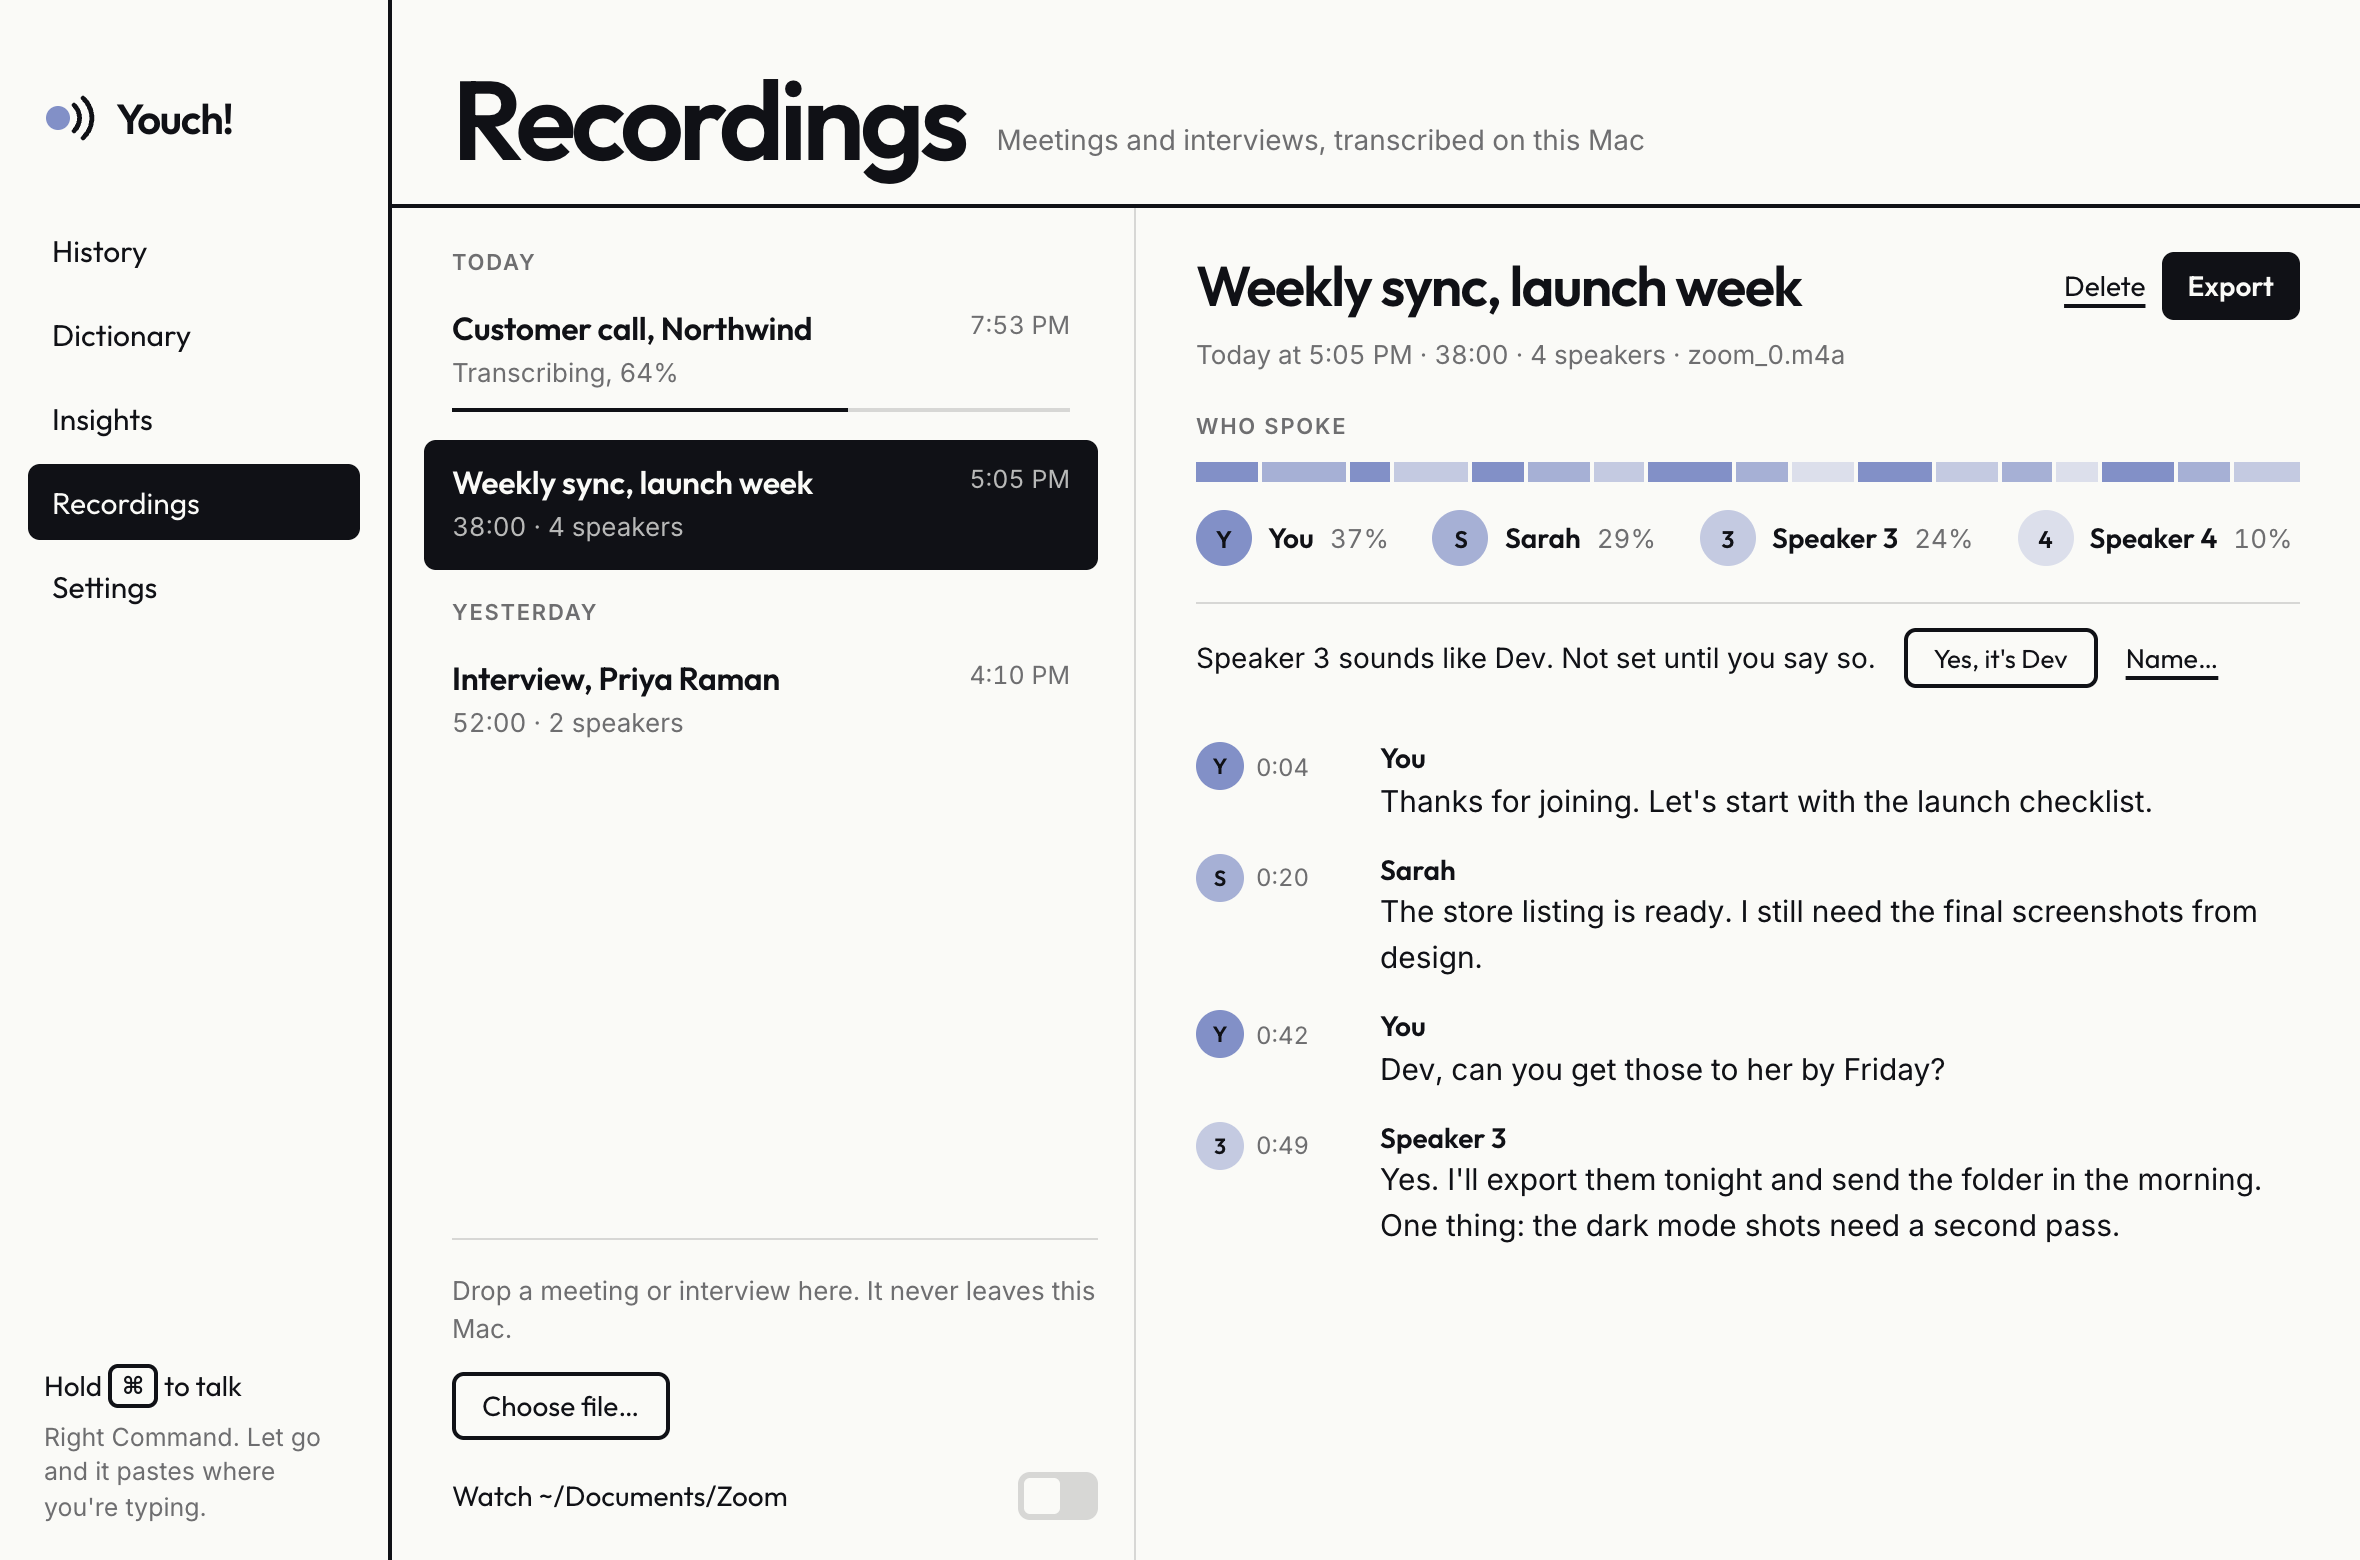 Youch!
History
Dictionary
Insights
Recordings
Settings
Hold ⌘ to talk
Right Command. Let go
and it pastes where
you're typing.
Recordings
Meetings and interviews, transcribed on this Mac
TODAY
Customer call, Northwind 7:53 PM
Transcribing, 64%
Weekly sync, launch week 5:05 PM
38:00 · 4 speakers
YESTERDAY
Interview, Priya Raman 4:10 PM
52:00 · 2 speakers
Drop a meeting or interview here. It never leaves this
Mac.
Choose file...
Watch ~/Documents/Zoom
Weekly sync, launch week
Delete
Export
Today at 5:05 PM · 38:00 · 4 speakers · zoom_0.m4a
WHO SPOKE
Y You 37% S Sarah 29% 3 Speaker 3 24% 4 Speaker 4 10%
Speaker 3 sounds like Dev. Not set until you say so. Yes, it's Dev Name...
Y 0:04 You
Thanks for joining. Let's start with the launch checklist.
S 0:20 Sarah
The store listing is ready. I still need the final screenshots from
design.
Y 0:42 You
Dev, can you get those to her by Friday?
3 0:49 Speaker 3
Yes. I'll export them tonight and send the folder in the morning.
One thing: the dark mode shots need a second pass.